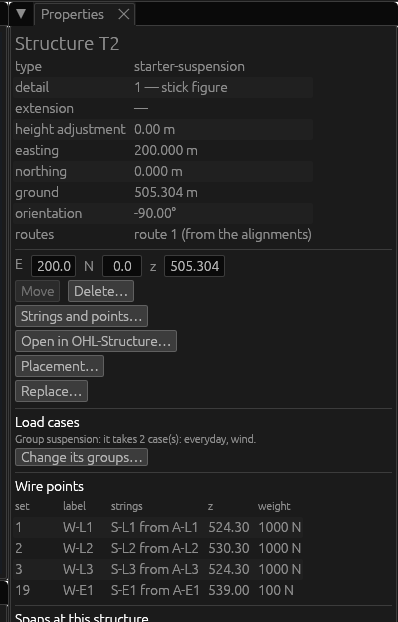 ▼ Properties ✕
Structure T2
type starter-suspension
detail 1 — stick figure
extension —
height adjustment 0.00 m
easting 200.000 m
northing 0.000 m
ground 505.304 m
orientation -90.00°
routes route 1 (from the alignments)
E 200.0 N 0.0 z 505.304
Move Delete...
Strings and points...
Open in OHL-Structure...
Placement...
Replace...
Load cases
Group suspension: it takes 2 case(s): everyday, wind.
Change its groups...
Wire points
set label strings z weight
1 W-L1 S-L1 from A-L1 524.30 1000 N
2 W-L2 S-L2 from A-L2 530.30 1000 N
3 W-L3 S-L3 from A-L3 524.30 1000 N
19 W-E1 S-E1 from A-E1 539.00 100 N
Spans at this structure